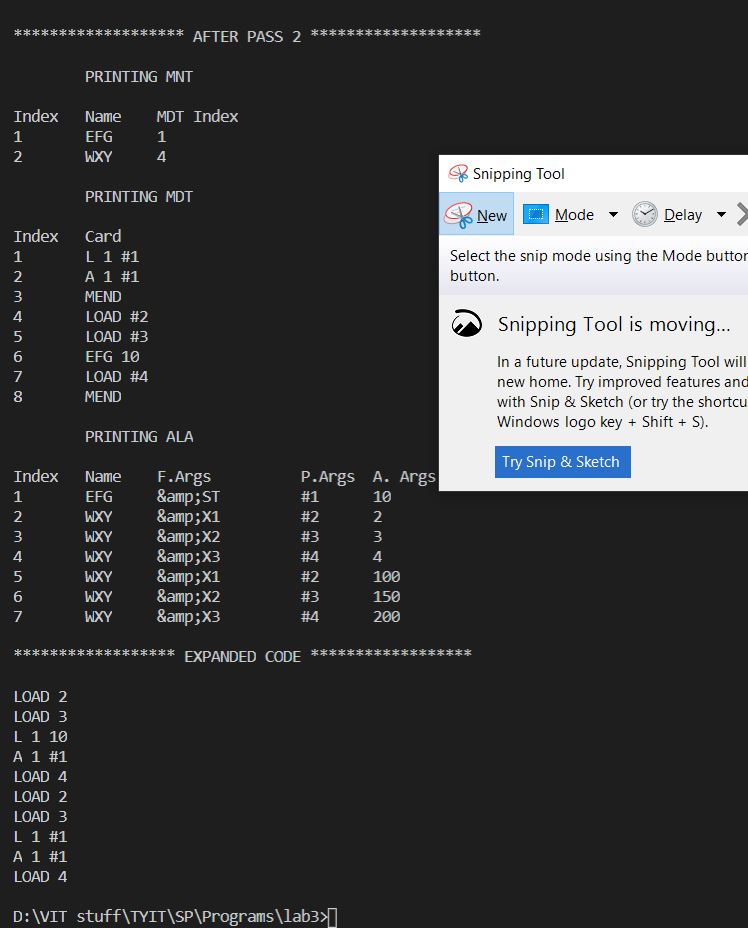 ******************* AFTER PASS 2 *******************
PRINTING MNT
Index Name MDT Index
1 EFG 1
2 WXY 4
PRINTING MDT
Index Card
1 L 1 #1
2 A 1 #1
3 MEND
4 LOAD #2
5 LOAD #3
6 EFG 10
7 LOAD #4
8 MEND
PRINTING ALA
Index Name F.Args P.Args A. Args
1 EFG &amp;ST #1 10
2 WXY &amp;X1 #2 2
3 WXY &amp;X2 #3 3
4 WXY &amp;X3 #4 4
5 WXY &amp;X1 #2 100
6 WXY &amp;X2 #3 150
7 WXY &amp;X3 #4 200
****************** EXPANDED CODE ******************
LOAD 2
LOAD 3
L 1 10
A 1 #1
LOAD 4
LOAD 2
LOAD 3
L 1 #1
A 1 #1
LOAD 4
D:\VIT stuff\TYIT\SP\Programs\lab3>
Snipping Tool
New Mode Delay
Select the snip mode using the Mode button
button.
Snipping Tool is moving...
In a future update, Snipping Tool will
new home. Try improved features and
with Snip & Sketch (or try the shortcu
Windows logo key + Shift + S).
Try Snip & Sketch